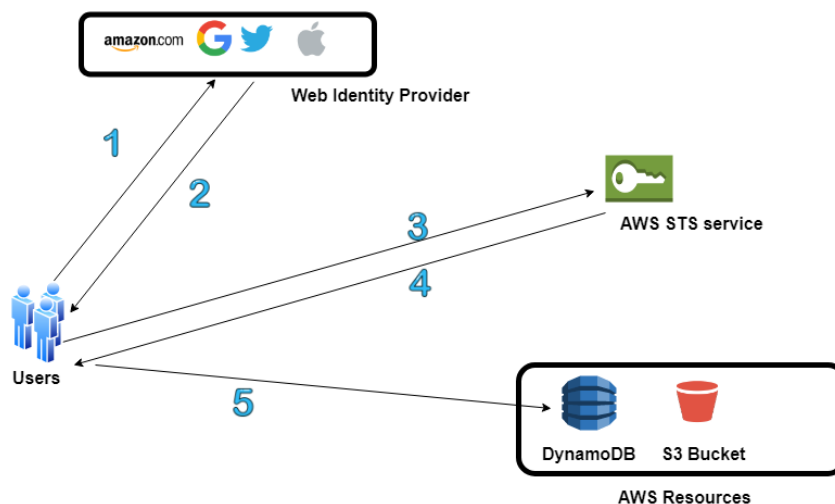 amazon.com
Web Identity Provider
1
2
3
AWS STS service
4
Users
5
DynamoDB
S3 Bucket
AWS Resources